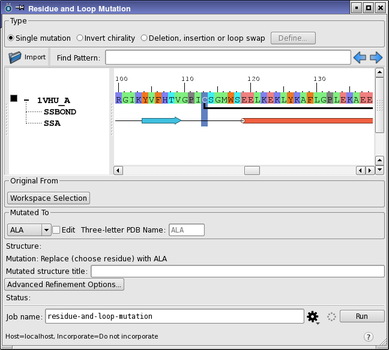 Residue and Loop Mutation
Type
Single mutation Invert chirality Deletion, insertion or loop swap Define...
Import Find Pattern:
100 110 120 130
1VHU_A
SSBOND
SSA
Original From
Workspace Selection
Mutated To
ALA Edit Three-letter PDB Name: ALA
Structure:
Mutation: Replace (choose residue) with ALA
Mutated structure title:
Advanced Refinement Options...
Status:
Job name: residue-and-loop-mutation Run
Host=localhost, Incorporate=Do not incorporate ?